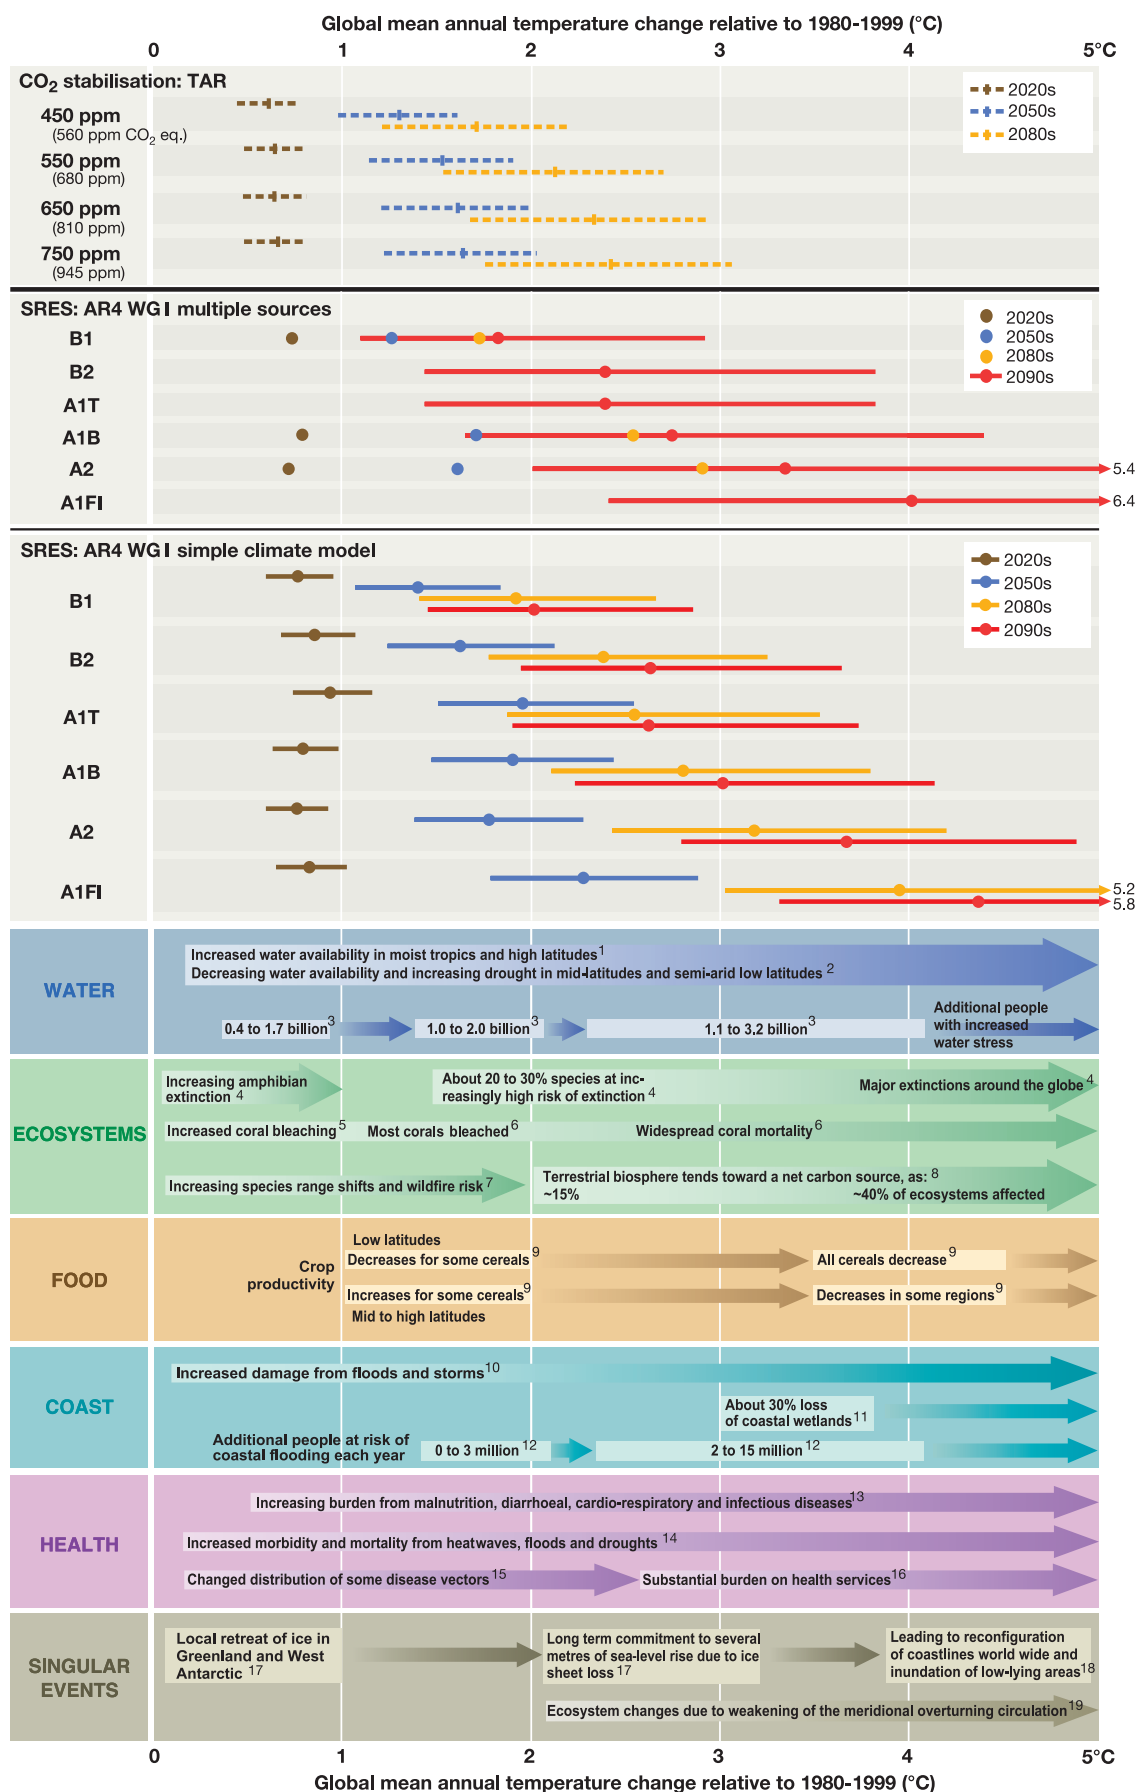 Global mean annual temperature change relative to 1980-1999 (°C)
0 1 2 3 4 5°C
CO2 stabilisation: TAR
450 ppm
(560 ppm CO2 eq.)
550 ppm
(680 ppm)
650 ppm
(810 ppm)
750 ppm
(945 ppm)
2020s
2050s
2080s
SRES: AR4 WG I multiple sources
B1
B2
A1T
A1B
A2
A1FI
2020s
2050s
2080s
2090s
5.4
6.4
SRES: AR4 WG I simple climate model
B1
B2
A1T
A1B
A2
A1FI
2020s
2050s
2080s
2090s
5.2
5.8
WATER
Increased water availability in moist tropics and high latitudes 1
Decreasing water availability and increasing drought in mid-latitudes and semi-arid low latitudes 2
0.4 to 1.7 billion 3
1.0 to 2.0 billion 3
1.1 to 3.2 billion 3
Additional people
with increased
water stress
ECOSYSTEMS
Increasing amphibian
extinction 4
About 20 to 30% species at inc-
reasingly high risk of extinction 4
Major extinctions around the globe 4
Increased coral bleaching 5
Most corals bleached 6
Widespread coral mortality 6
Increasing species range shifts and wildfire risk 7
Terrestrial biosphere tends toward a net carbon source, as: 8
~15%
~40% of ecosystems affected
FOOD
Crop
productivity
Low latitudes
Decreases for some cereals 9
All cereals decrease 9
Increases for some cereals 9
Mid to high latitudes
Decreases in some regions 9
COAST
Increased damage from floods and storms 10
About 30% loss
of coastal wetlands 11
Additional people at risk of
coastal flooding each year
0 to 3 million 12
2 to 15 million 12
HEALTH
Increasing burden from malnutrition, diarrhoeal, cardio-respiratory and infectious diseases 13
Increased morbidity and mortality from heatwaves, floods and droughts 14
Changed distribution of some disease vectors 15
Substantial burden on health services 16
SINGULAR
EVENTS
Local retreat of ice in
Greenland and West
Antarctic 17
Long term commitment to several
metres of sea-level rise due to ice
sheet loss 17
Leading to reconfiguration
of coastlines world wide and
inundation of low-lying areas 18
Ecosystem changes due to weakening of the meridional overturning circulation 19
0 1 2 3 4 5°C
Global mean annual temperature change relative to 1980-1999 (°C)